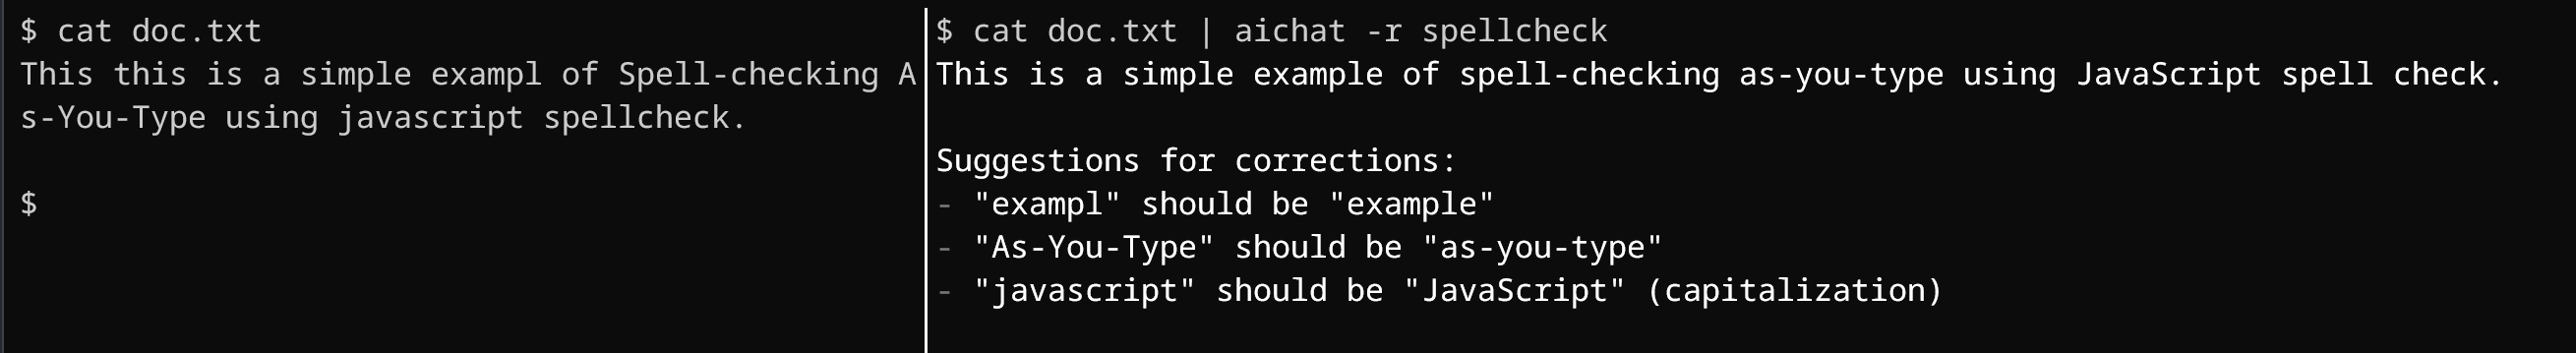 $ cat doc.txt
This this is a simple exampl of Spell-checking A
s-You-Type using javascript spellcheck.
$
$ cat doc.txt | aichat -r spellcheck
This is a simple example of spell-checking as-you-type using JavaScript spell check.
Suggestions for corrections:
- "exampl" should be "example"
- "As-You-Type" should be "as-you-type"
- "javascript" should be "JavaScript" (capitalization)